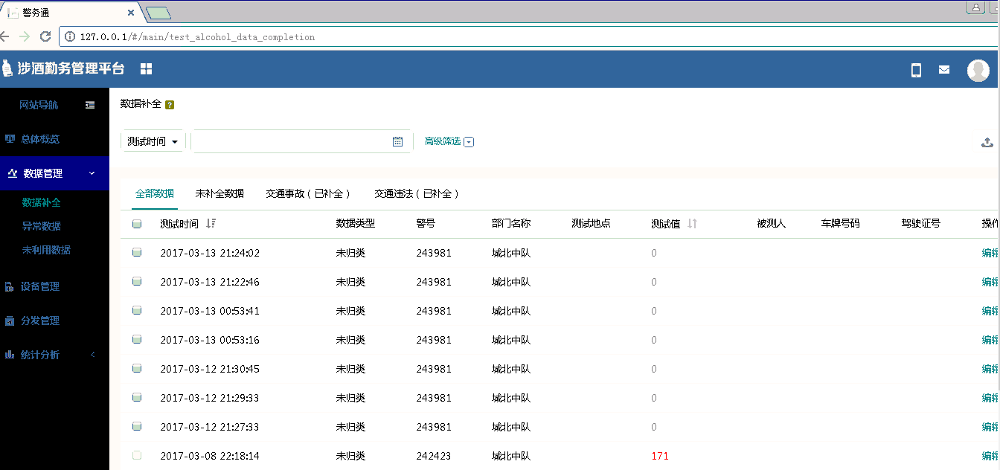 警务通
127.0.0.1/#/main/test_alcohol_data_completion
涉酒勤务管理平台
网站导航
总体概览
数据管理
数据补全
异常数据
未利用数据
设备管理
分发管理
统计分析
数据补全 ?
测试时间
高级筛选
全部数据 未补全数据 交通事故（已补全） 交通违法（已补全）
测试时间 数据类型 警号 部门名称 测试地点 测试值 被测人 车牌号码 驾驶证号 操作
2017-03-13 21:24:02 未归类 243981 城北中队 0 编辑
2017-03-13 21:22:46 未归类 243981 城北中队 0 编辑
2017-03-13 00:53:41 未归类 243981 城北中队 0 编辑
2017-03-13 00:53:16 未归类 243981 城北中队 0 编辑
2017-03-12 21:30:45 未归类 243981 城北中队 0 编辑
2017-03-12 21:29:33 未归类 243981 城北中队 0 编辑
2017-03-12 21:27:33 未归类 243981 城北中队 0 编辑
2017-03-08 22:18:14 未归类 242423 城北中队 171 编辑